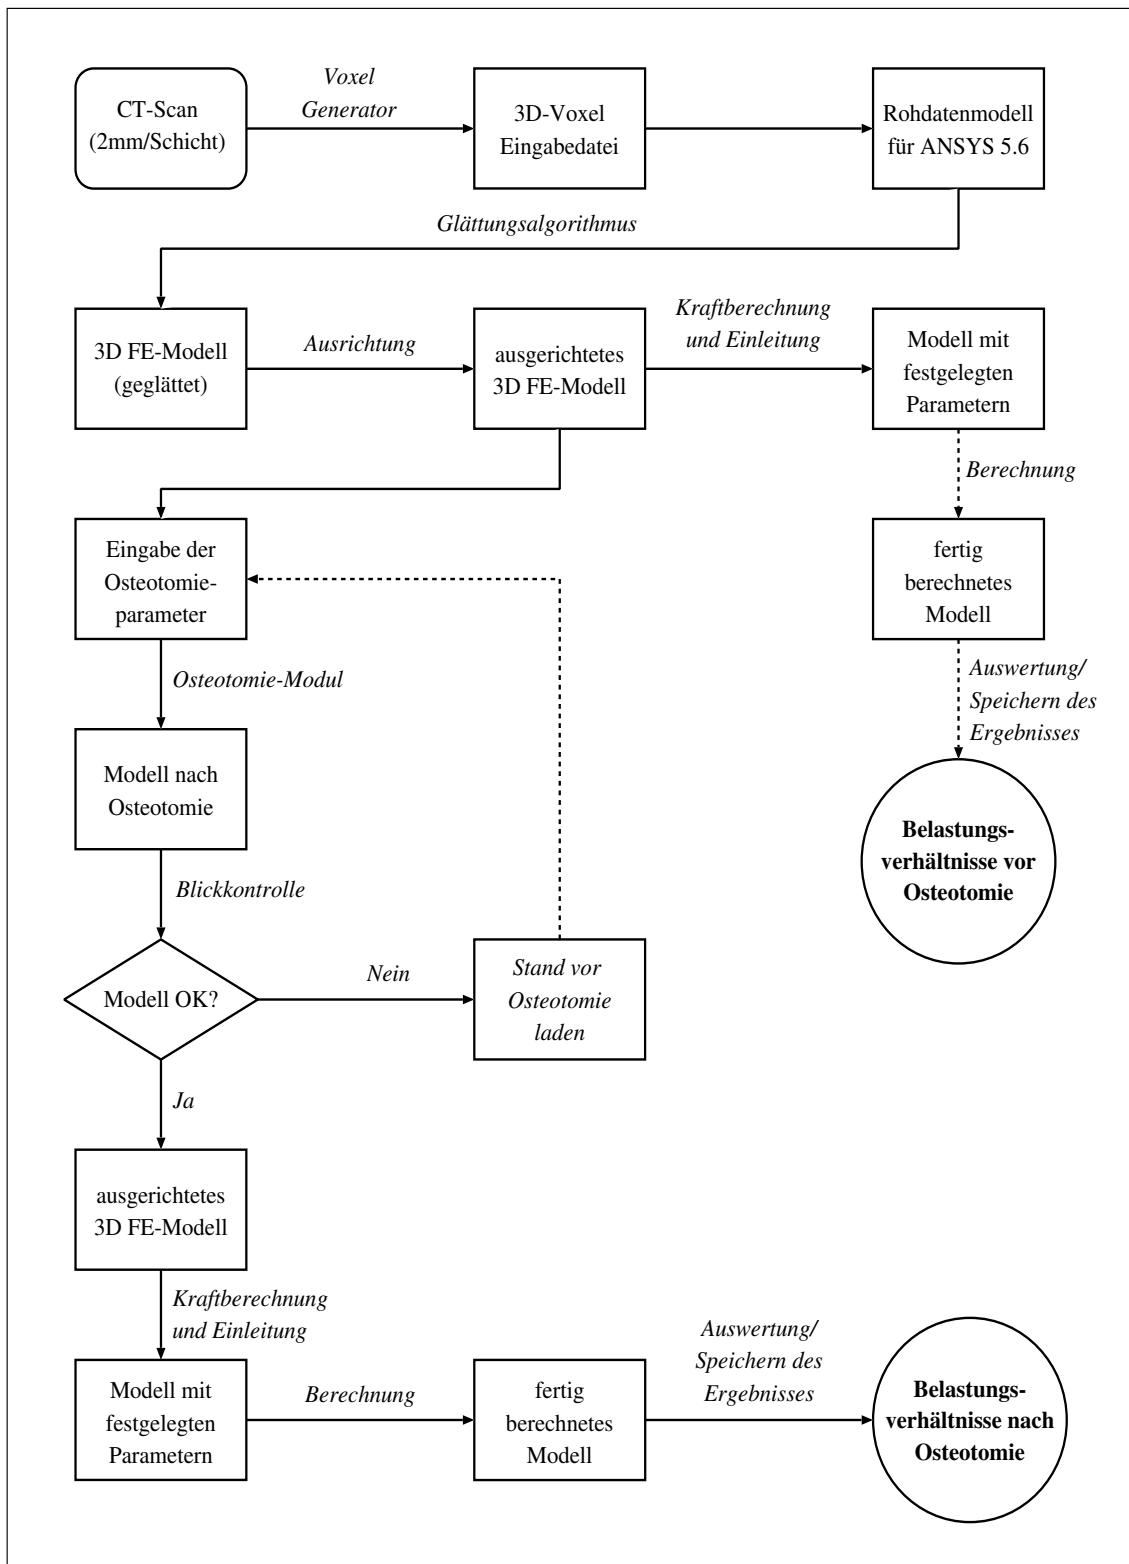 CT-Scan
(2mm/Schicht)
Voxel
Generator
3D-Voxel
Eingabedatei
Rohdatenmodell
für ANSYS 5.6
Glättungsalgorithmus
3D FE-Modell
(geglättet)
Ausrichtung
ausgerichtetes
3D FE-Modell
Kraftberechnung
und Einleitung
Modell mit
festgelegten
Parametern
Berechnung
fertig
berechnetes
Modell
Auswertung/
Speichern des
Ergebnisses
Belastungs-
verhältnisse vor
Osteotomie
Eingabe der
Osteotomie-
parameter
Osteotomie-Modul
Modell nach
Osteotomie
Blickkontrolle
Modell OK?
Nein
Stand vor
Osteotomie
laden
Ja
ausgerichtetes
3D FE-Modell
Kraftberechnung
und Einleitung
Modell mit
festgelegten
Parametern
Berechnung
fertig
berechnetes
Modell
Auswertung/
Speichern des
Ergebnisses
Belastungs-
verhältnisse nach
Osteotomie